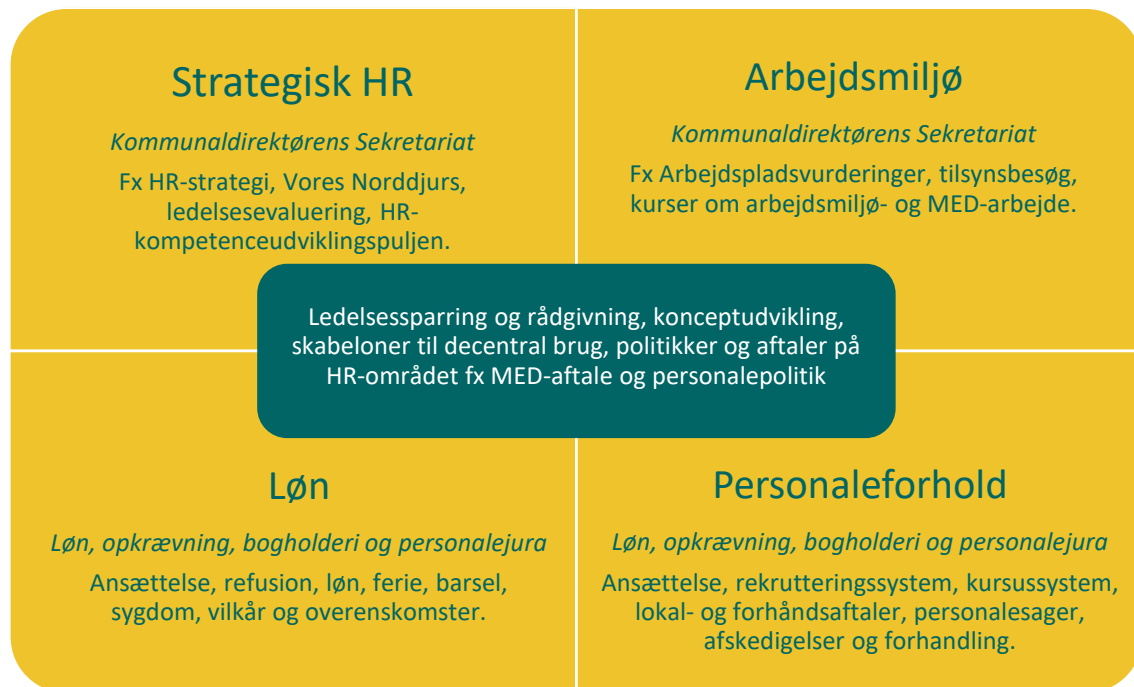 Strategisk HR
Kommunaldirektørens Sekretariat
Fx HR-strategi, Vores Norddjurs,
ledelsesevaluering, HR-
kompetenceudviklingspuljen.
Arbejdsmiljø
Kommunaldirektørens Sekretariat
Fx Arbejdspladsvurderinger, tilsynsbesøg,
kurser om arbejdsmiljø- og MED-arbejde.
Ledelsessparring og rådgivning, konceptudvikling,
skabeloner til decentral brug, politikker og aftaler på
HR-området fx MED-aftale og personalepolitik
Løn
Løn, opkrævning, bogholderi og personalejura
Ansættelse, refusion, løn, ferie, barsel,
sygdom, vilkår og overenskomster.
Personaleforhold
Løn, opkrævning, bogholderi og personalejura
Ansættelse, rekrutteringssystem, kursussystem,
lokal- og forhåndsaftaler, personalesager,
afskedigelser og forhandling.